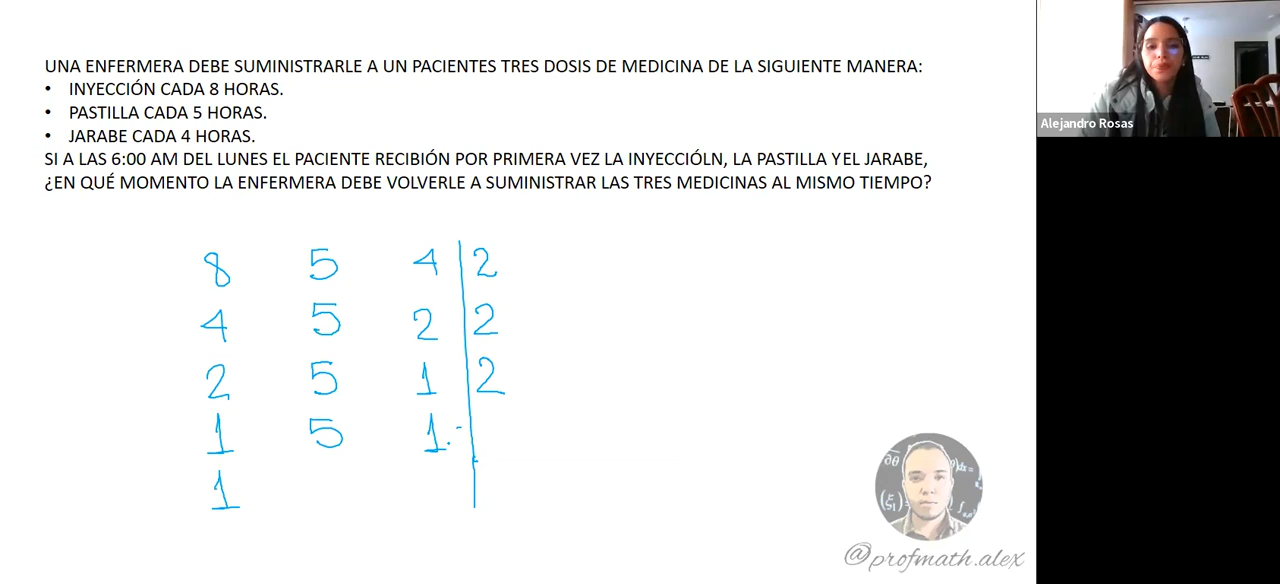 UNA ENFERMERA DEBE SUMINISTRARLE A UN PACIENTES TRES DOSIS DE MEDICINA DE LA SIGUIENTE MANERA:
• INYECCIÓN CADA 8 HORAS.
• PASTILLA CADA 5 HORAS.
• JARABE CADA 4 HORAS.
SI A LAS 6:00 AM DEL LUNES EL PACIENTE RECIBIÓN POR PRIMERA VEZ LA INYECCIÓLN, LA PASTILLA YEL JARABE,
¿EN QUÉ MOMENTO LA ENFERMERA DEBE VOLVERLE A SUMINISTRAR LAS TRES MEDICINAS AL MISMO TIEMPO?
Alejandro Rosas
8 5 4 | 2
4 5 2 | 2
2 5 1 | 2
1 5 1
1
@profmath.alex